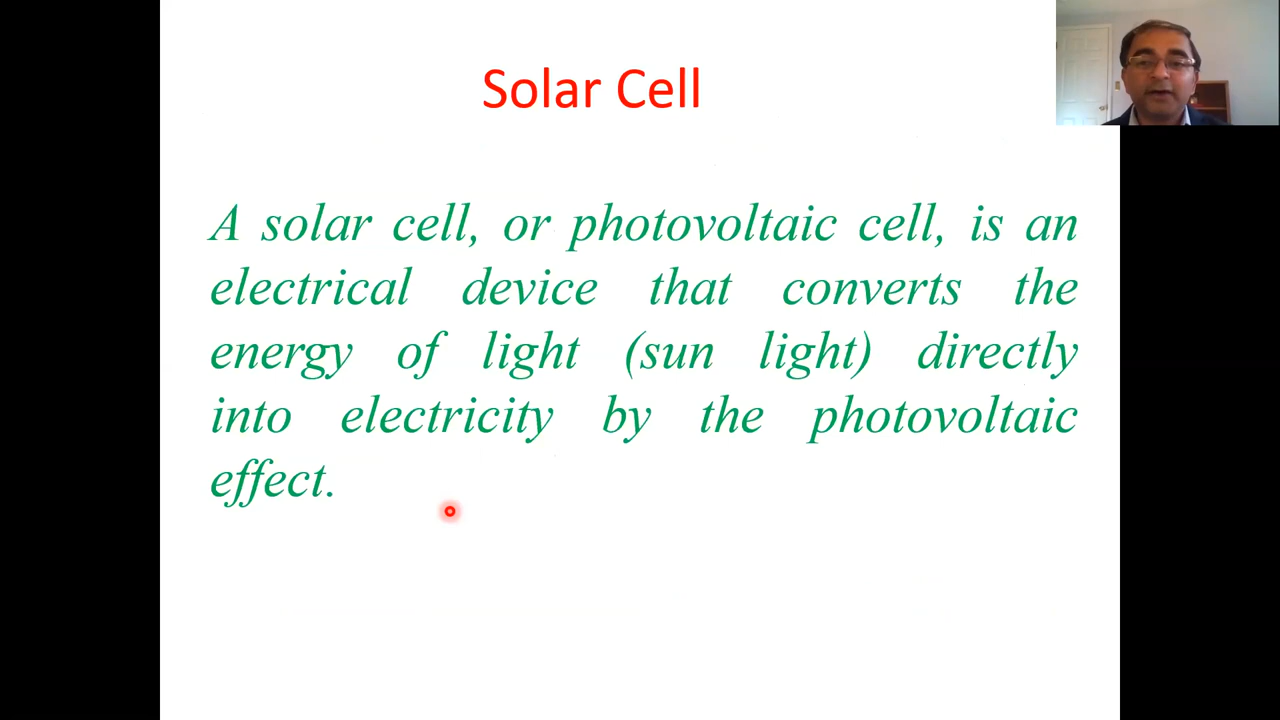 Solar Cell
A solar cell, or photovoltaic cell, is an
electrical device that converts the
energy of light (sun light) directly
into electricity by the photovoltaic
effect.